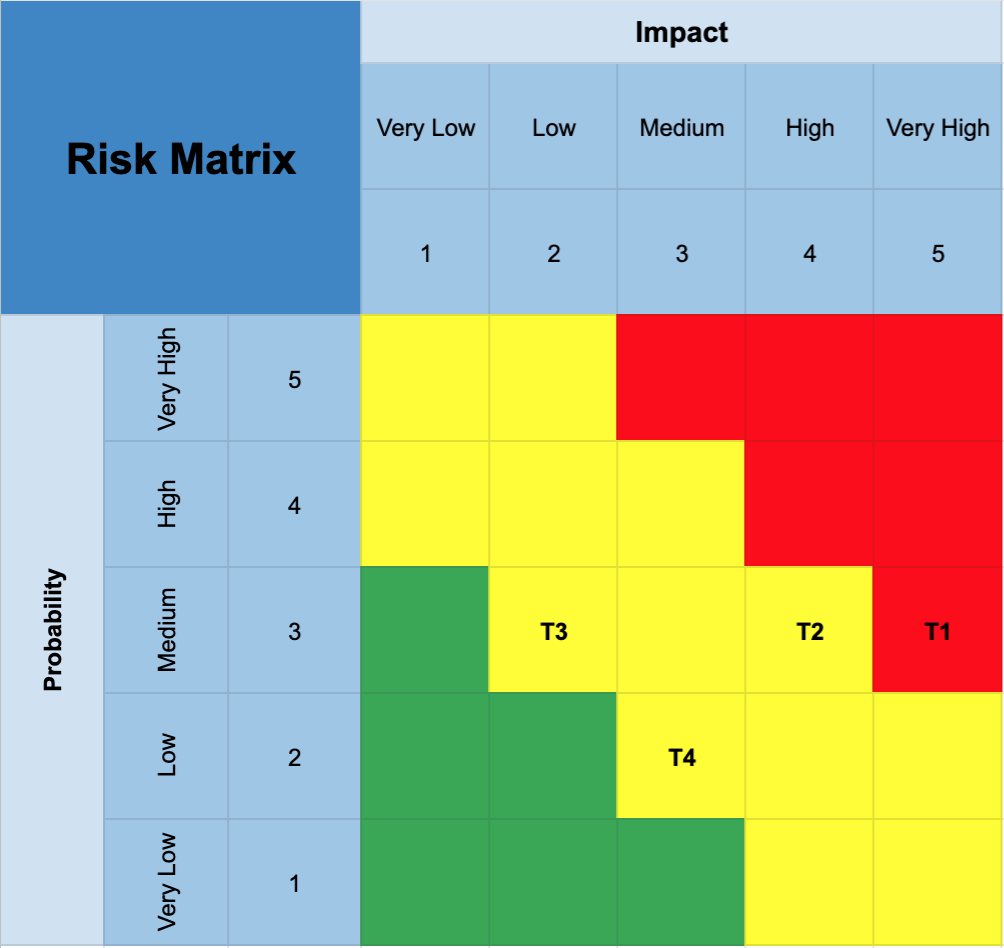 Risk Matrix
Impact
Very Low Low Medium High Very High
1 2 3 4 5
Probability
Very High 5
High 4
Medium 3 T3 T2 T1
Low 2 T4
Very Low 1